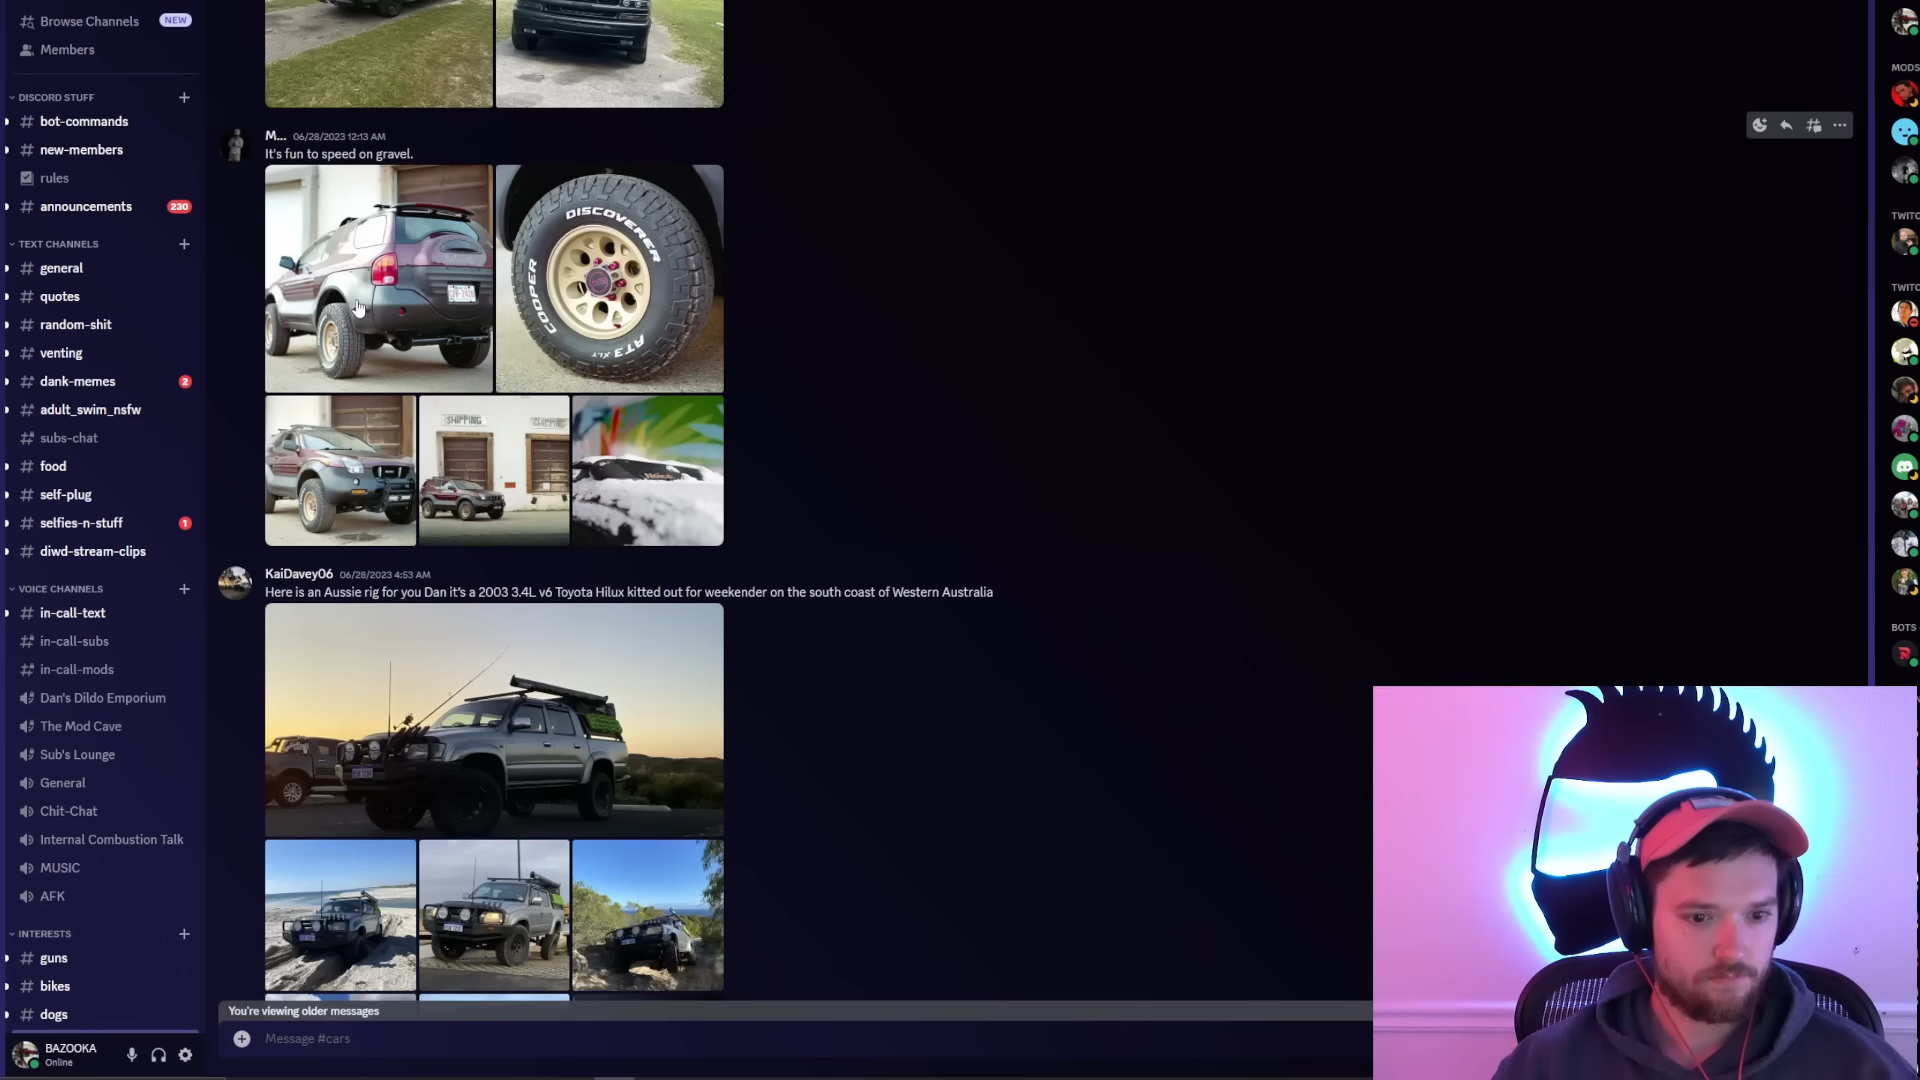 Browse Channels NEW
Members
DISCORD STUFF
bot-commands
new-members
rules
announcements 230
TEXT CHANNELS
general
quotes
random-shit
venting
dank-memes 2
adult_swim_nsfw
subs-chat
food
self-plug
selfies-n-stuff 1
diwd-stream-clips
VOICE CHANNELS
in-call-text
in-call-subs
in-call-mods
Dan's Dildo Emporium
The Mod Cave
Sub's Lounge
General
Chit-Chat
Internal Combustion Talk
MUSIC
AFK
INTERESTS
guns
bikes
dogs
BAZOOKA
Online
M... 06/28/2023 12:13 AM
It's fun to speed on gravel.
DISCOVERER
COOPER
AT3 XLT
SHIPPING
KaiDavey06 06/28/2023 4:53 AM
Here is an Aussie rig for you Dan it's a 2003 3.4L v6 Toyota Hilux kitted out for weekender on the south coast of Western Australia
You're viewing older messages
Message #cars
MODS
TWITC
TWITC
BOTS